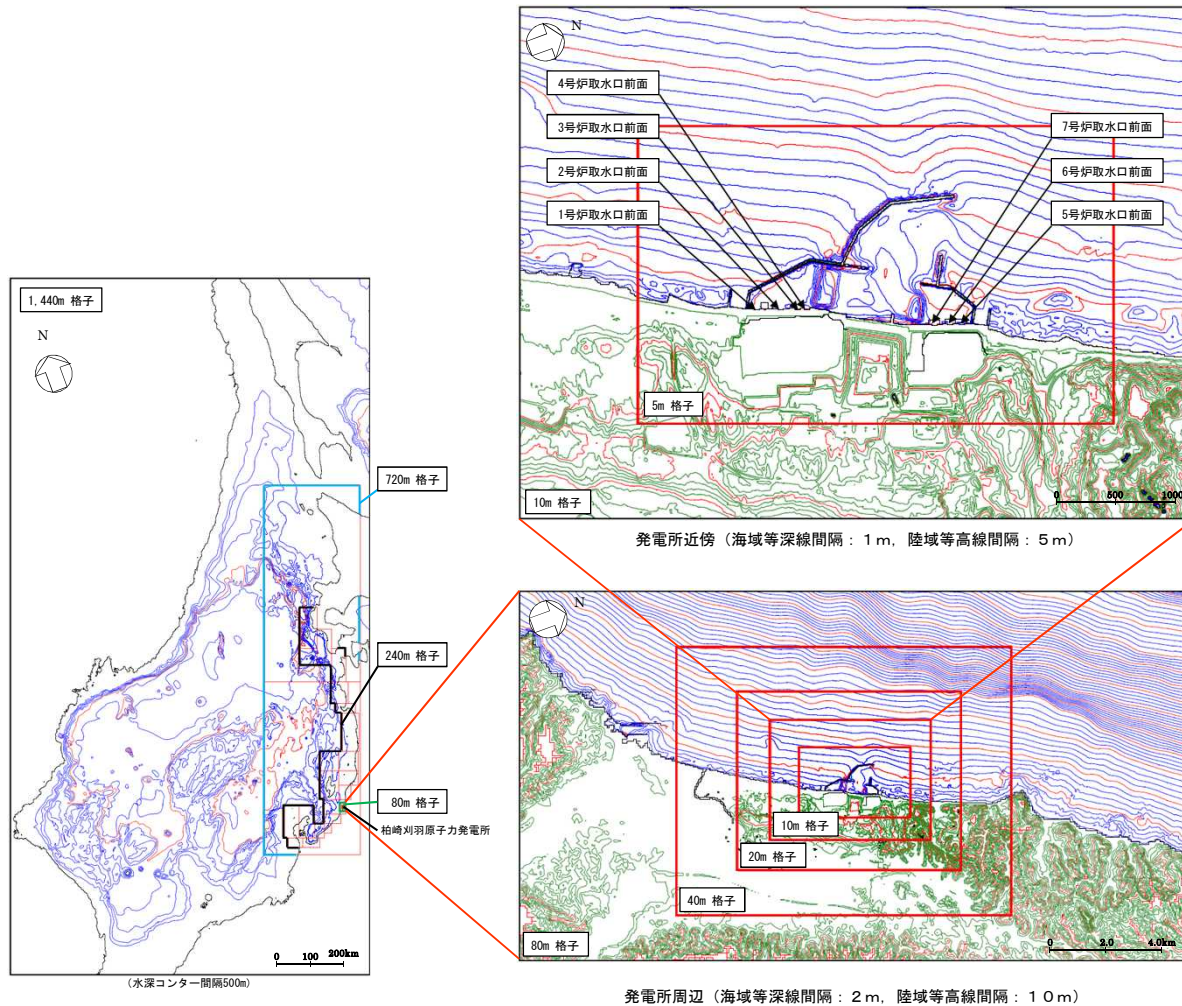 1,440m 格子
N
720m 格子
240m 格子
80m 格子
柏崎刈羽原子力発電所
0 100 200km
(水深コンター間隔500m)
N
4号炉取水口前面
3号炉取水口前面
2号炉取水口前面
1号炉取水口前面
7号炉取水口前面
6号炉取水口前面
5号炉取水口前面
5m 格子
10m 格子
0 500 1000
発電所近傍（海域等深線間隔：1m，陸域等高線間隔：5m）
N
10m 格子
20m 格子
40m 格子
80m 格子
0 2.0 4.0km
発電所周辺（海域等深線間隔：2m，陸域等高線間隔：10m）